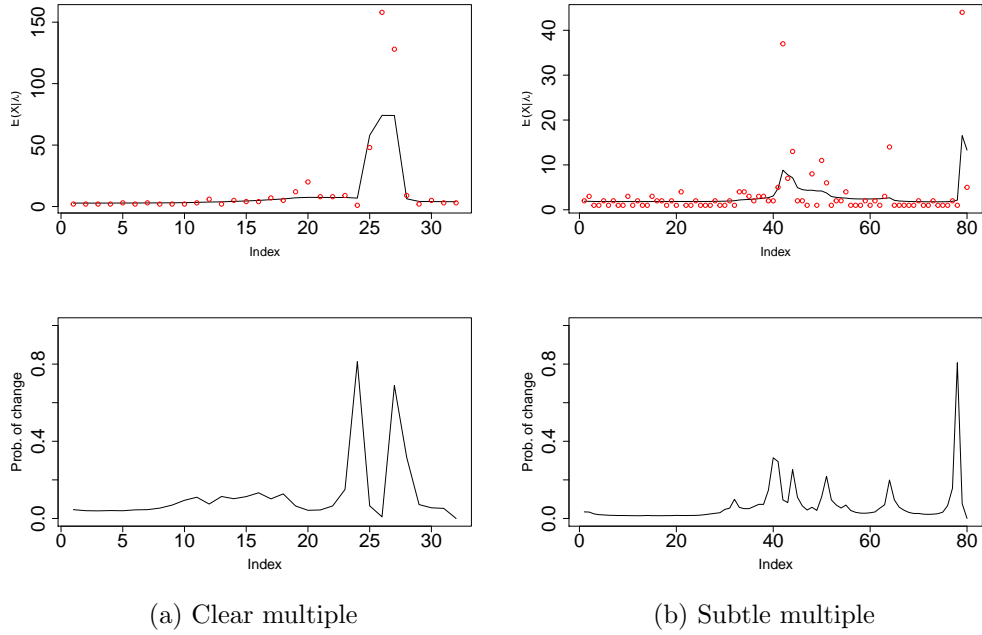 150
100
50
0
E(X|λ)
0 5 10 15 20 25 30
Index
40
30
20
10
0
E(X|λ)
0 20 40 60 80
Index
0.8
0.4
0.0
Prob. of change
0 5 10 15 20 25 30
Index
0.8
0.4
0.0
Prob. of change
0 20 40 60 80
Index
(a) Clear multiple
(b) Subtle multiple